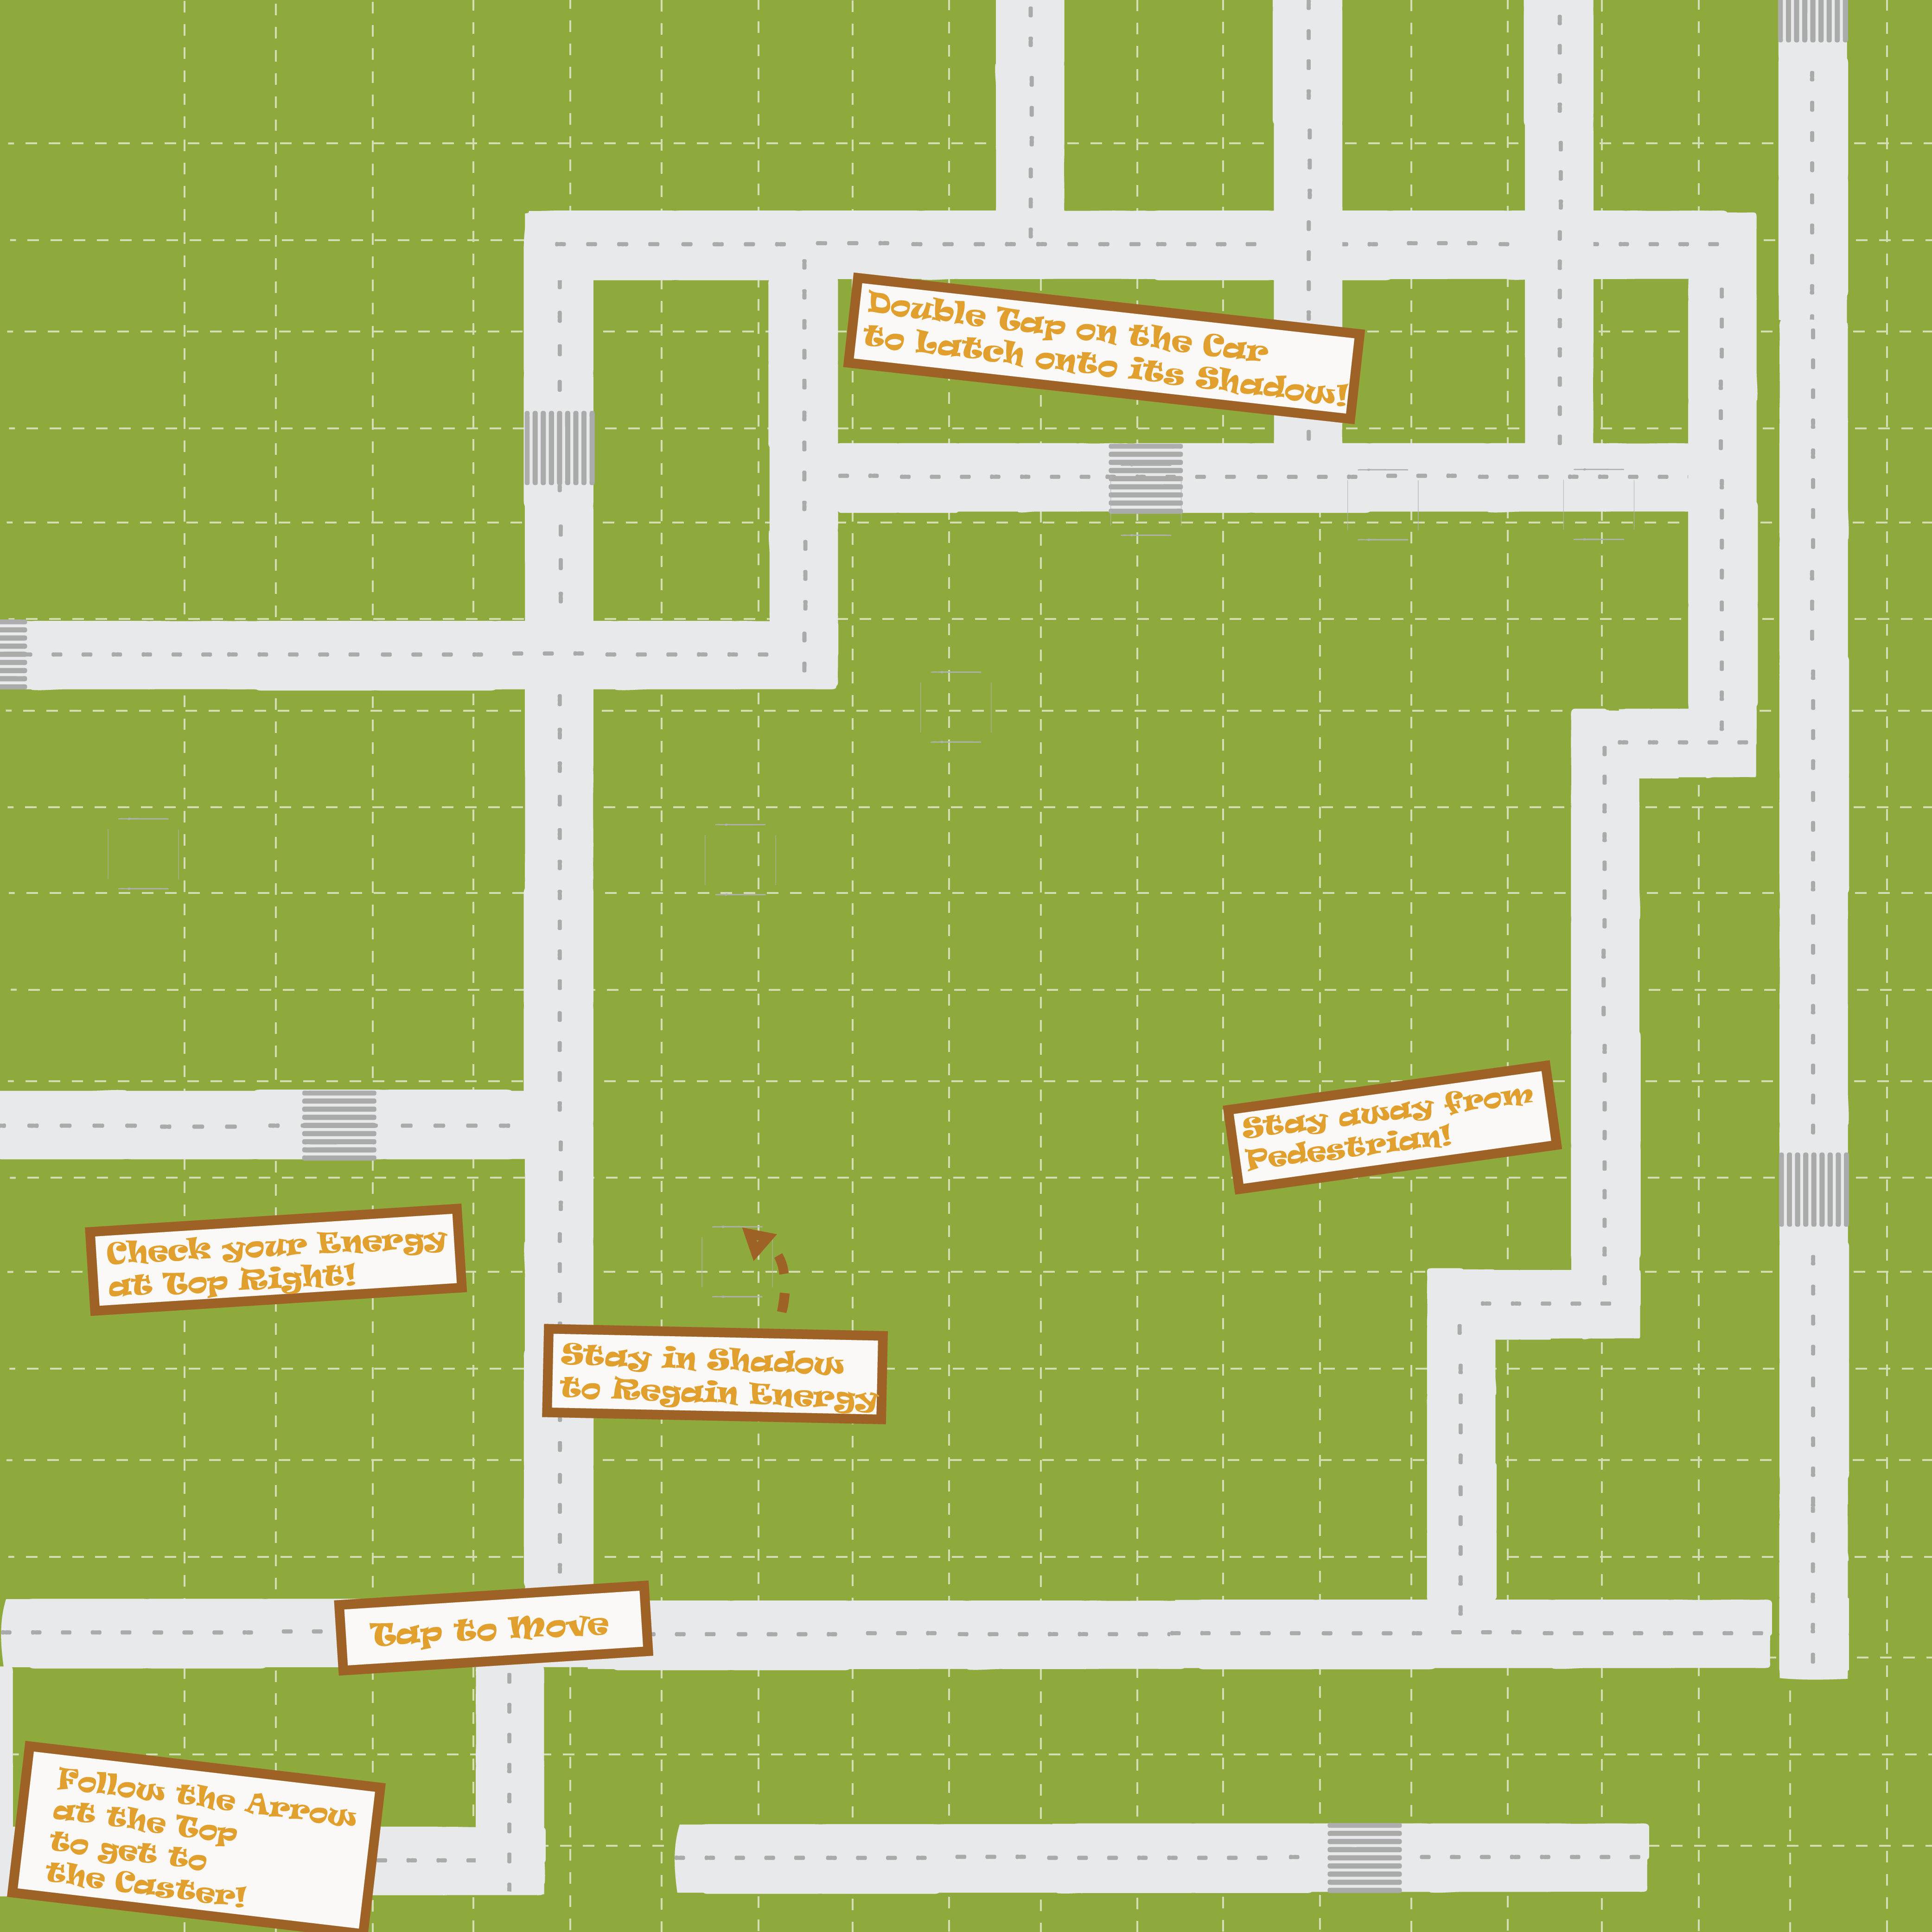 Double Tap on the Car
to Latch onto its Shadow!
Stay away from
Pedestrian!
Check your Energy
at Top Right!
Stay in Shadow
to Regain Energy
Tap to Move
Follow the Arrow
at the Top
to get to
the Caster!